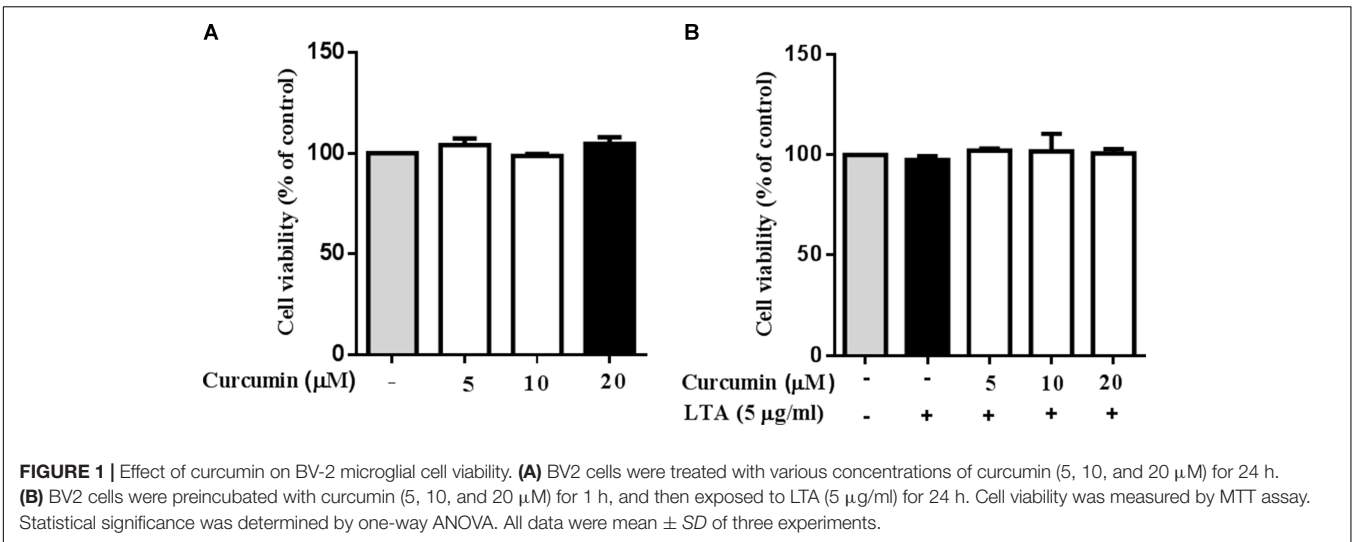 A
150
100
50
0
Cell viability (% of control)
Curcumin (μM) - 5 10 20
B
150
100
50
0
Cell viability (% of control)
Curcumin (μM) - - 5 10 20
LTA (5 μg/ml) - + + + +
FIGURE 1 | Effect of curcumin on BV-2 microglial cell viability. (A) BV2 cells were treated with various concentrations of curcumin (5, 10, and 20 μM) for 24 h.
(B) BV2 cells were preincubated with curcumin (5, 10, and 20 μM) for 1 h, and then exposed to LTA (5 μg/ml) for 24 h. Cell viability was measured by MTT assay.
Statistical significance was determined by one-way ANOVA. All data were mean ± SD of three experiments.